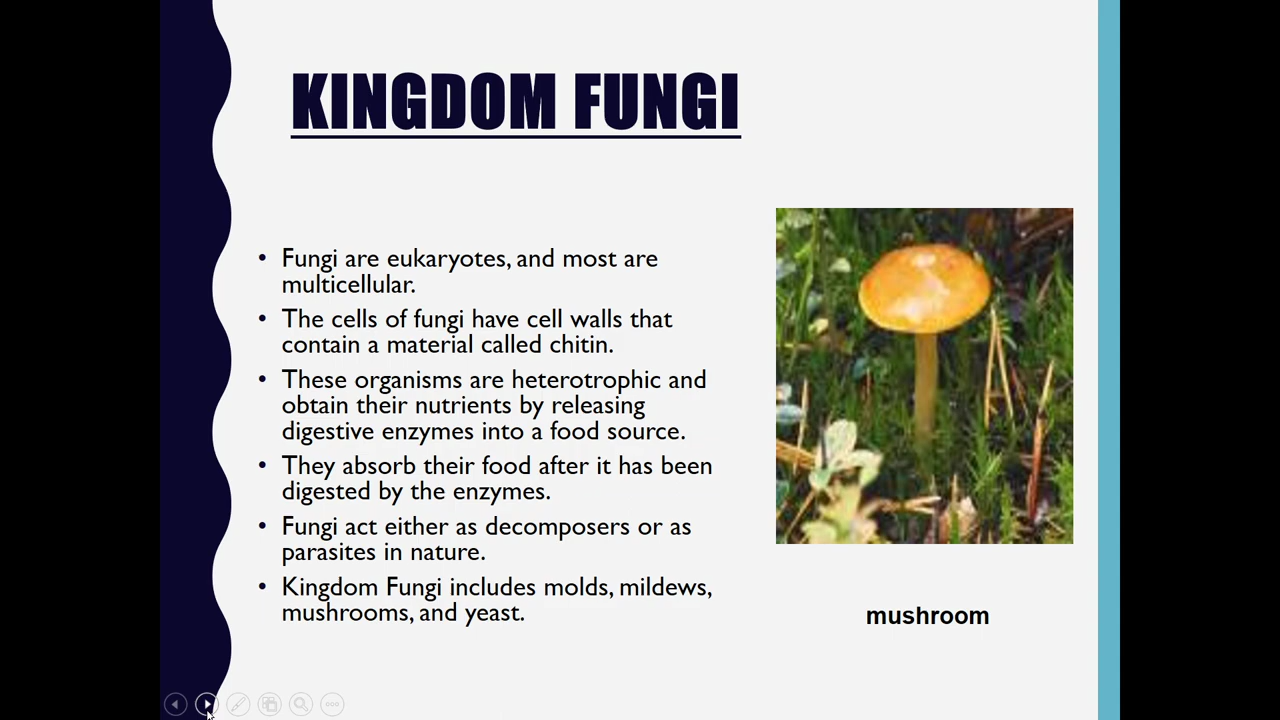 KINGDOM FUNGI
• Fungi are eukaryotes, and most are
multicellular.
• The cells of fungi have cell walls that
contain a material called chitin.
• These organisms are heterotrophic and
obtain their nutrients by releasing
digestive enzymes into a food source.
• They absorb their food after it has been
digested by the enzymes.
• Fungi act either as decomposers or as
parasites in nature.
• Kingdom Fungi includes molds, mildews,
mushrooms, and yeast.
mushroom